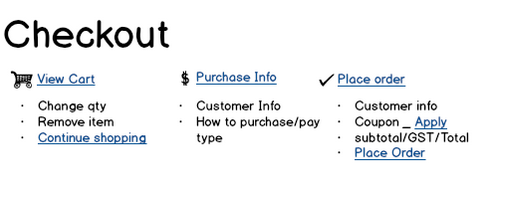 Checkout
View Cart
· Change qty
· Remove item
· Continue shopping
$ Purchase Info
· Customer Info
· How to purchase/pay
type
Place order
· Customer info
· Coupon _ Apply
· subtotal/GST/Total
· Place Order